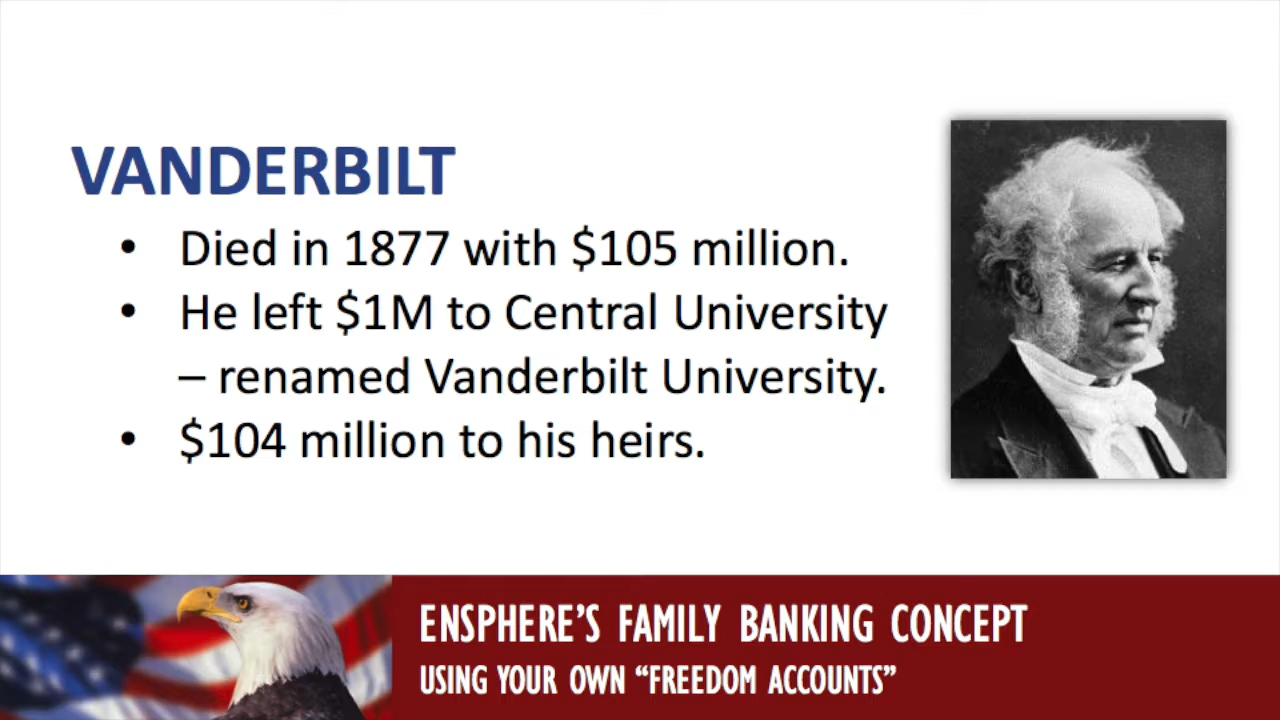 VANDERBILT
• Died in 1877 with $105 million.
• He left $1M to Central University
– renamed Vanderbilt University.
• $104 million to his heirs.
ENSPHERE’S FAMILY BANKING CONCEPT
USING YOUR OWN “FREEDOM ACCOUNTS”